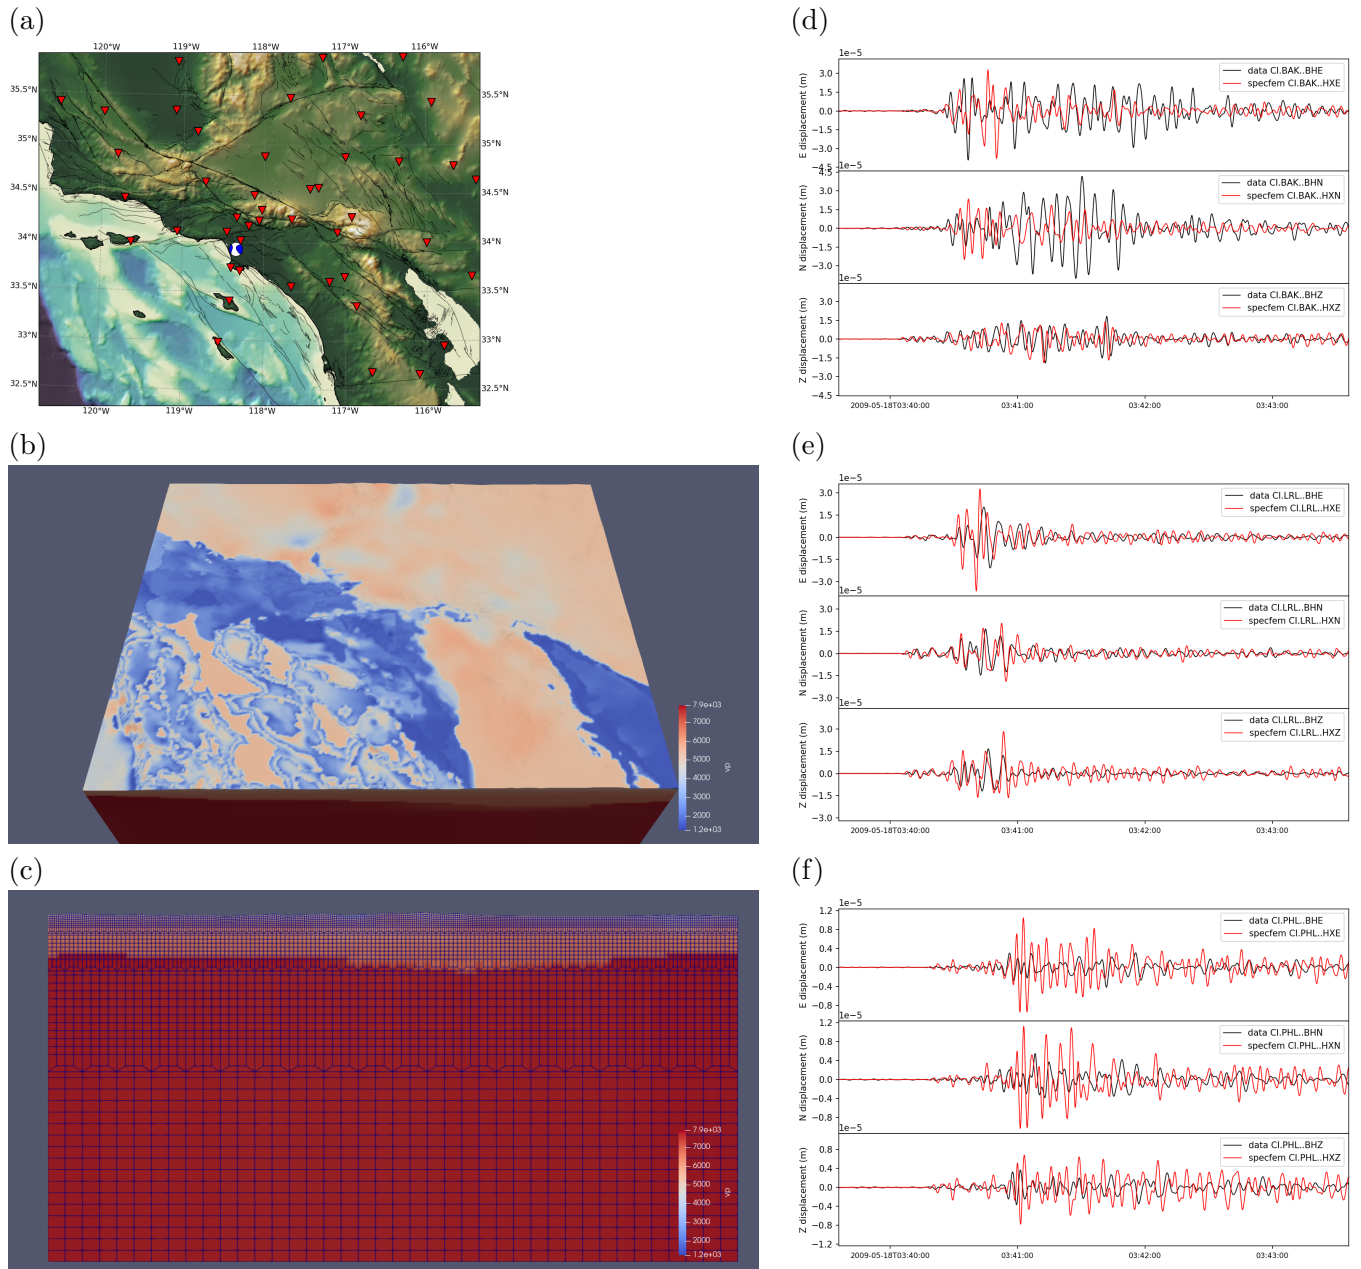 (a)
120°W 119°W 118°W 117°W 116°W
35.5°N
35°N
34.5°N
34°N
33.5°N
33°N
32.5°N
35.5°N
35°N
34.5°N
34°N
33.5°N
33°N
32.5°N
120°W 119°W 118°W 117°W 116°W
(b)
7.9e+03
7000
6000
5000
4000
3000
2000
1.2e+03
vp
(c)
7.9e+03
7000
6000
5000
4000
3000
2000
1.2e+03
vp
(d)
1e−5
E displacement (m)
3.0
1.5
0.0
−1.5
−3.0
−4.5
data CI.BAK..BHE
specfem CI.BAK..HXE
1e−5
N displacement (m)
4.5
3.0
1.5
0.0
−1.5
−3.0
data CI.BAK..BHN
specfem CI.BAK..HXN
1e−5
Z displacement (m)
3.0
1.5
0.0
−1.5
−3.0
−4.5
data CI.BAK..BHZ
specfem CI.BAK..HXZ
2009-05-18T03:40:00 03:41:00 03:42:00 03:43:00
(e)
1e−5
E displacement (m)
3.0
1.5
0.0
−1.5
−3.0
data CI.LRL..BHE
specfem CI.LRL..HXE
1e−5
N displacement (m)
3.0
1.5
0.0
−1.5
−3.0
data CI.LRL..BHN
specfem CI.LRL..HXN
1e−5
Z displacement (m)
3.0
1.5
0.0
−1.5
−3.0
data CI.LRL..BHZ
specfem CI.LRL..HXZ
2009-05-18T03:40:00 03:41:00 03:42:00 03:43:00
(f)
1e−5
E displacement (m)
1.2
0.8
0.4
0.0
−0.4
−0.8
data CI.PHL..BHE
specfem CI.PHL..HXE
1e−5
N displacement (m)
1.2
0.8
0.4
0.0
−0.4
−0.8
data CI.PHL..BHN
specfem CI.PHL..HXN
1e−5
Z displacement (m)
0.8
0.4
0.0
−0.4
−0.8
−1.2
data CI.PHL..BHZ
specfem CI.PHL..HXZ
2009-05-18T03:40:00 03:41:00 03:42:00 03:43:00